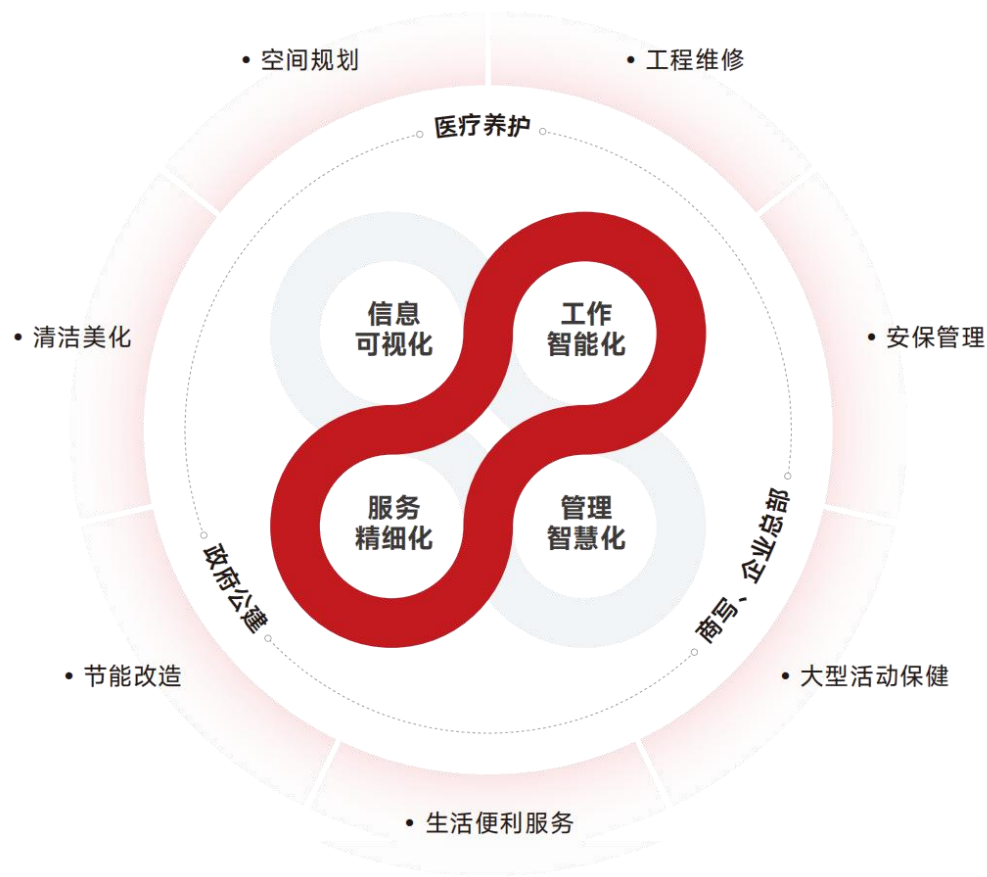 • 空间规划
• 工程维修
医疗养护
信息
可视化
工作
智能化
• 清洁美化
• 安保管理
服务
精细化
管理
智慧化
政府公建
商写、企业总部
• 节能改造
• 大型活动保健
• 生活便利服务